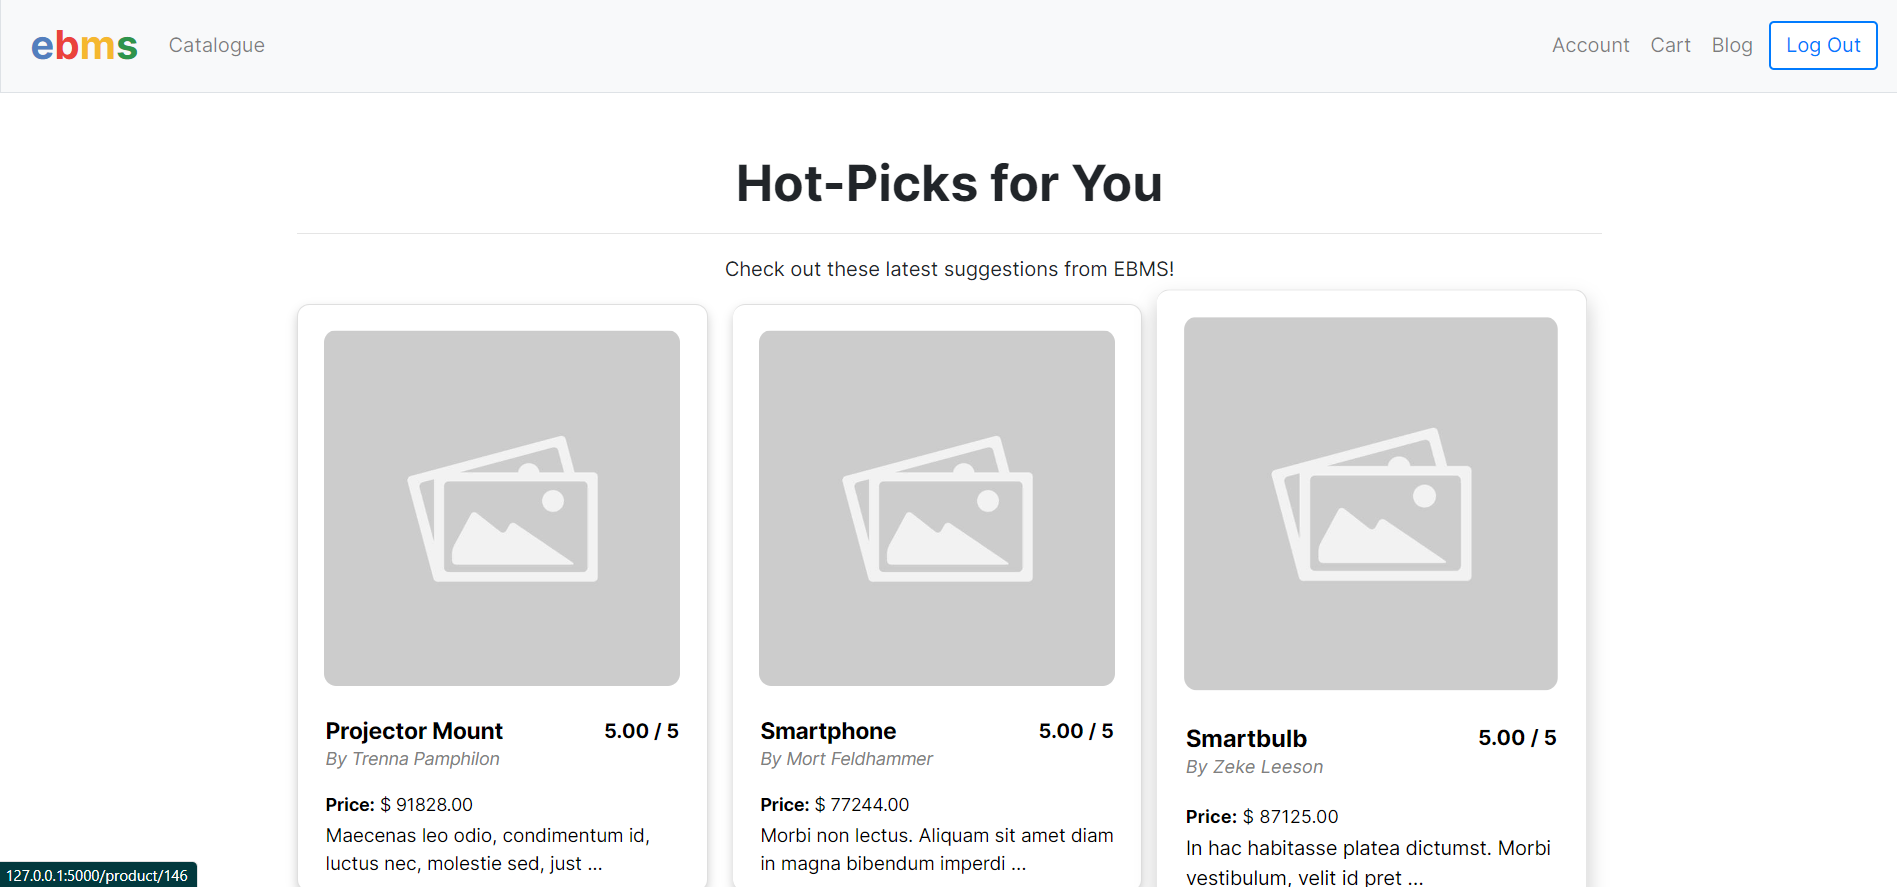 ebms Catalogue Account Cart Blog Log Out
Hot-Picks for You
Check out these latest suggestions from EBMS!
Projector Mount 5.00 / 5
By Trenna Pamphilon
Price: $ 91828.00
Maecenas leo odio, condimentum id,
luctus nec, molestie sed, just ...
Smartphone 5.00 / 5
By Mort Feldhammer
Price: $ 77244.00
Morbi non lectus. Aliquam sit amet diam
in magna bibendum imperdi ...
Smartbulb 5.00 / 5
By Zeke Leeson
Price: $ 87125.00
In hac habitasse platea dictumst. Morbi
vestibulum, velit id pret ...
127.0.0.1:5000/product/146